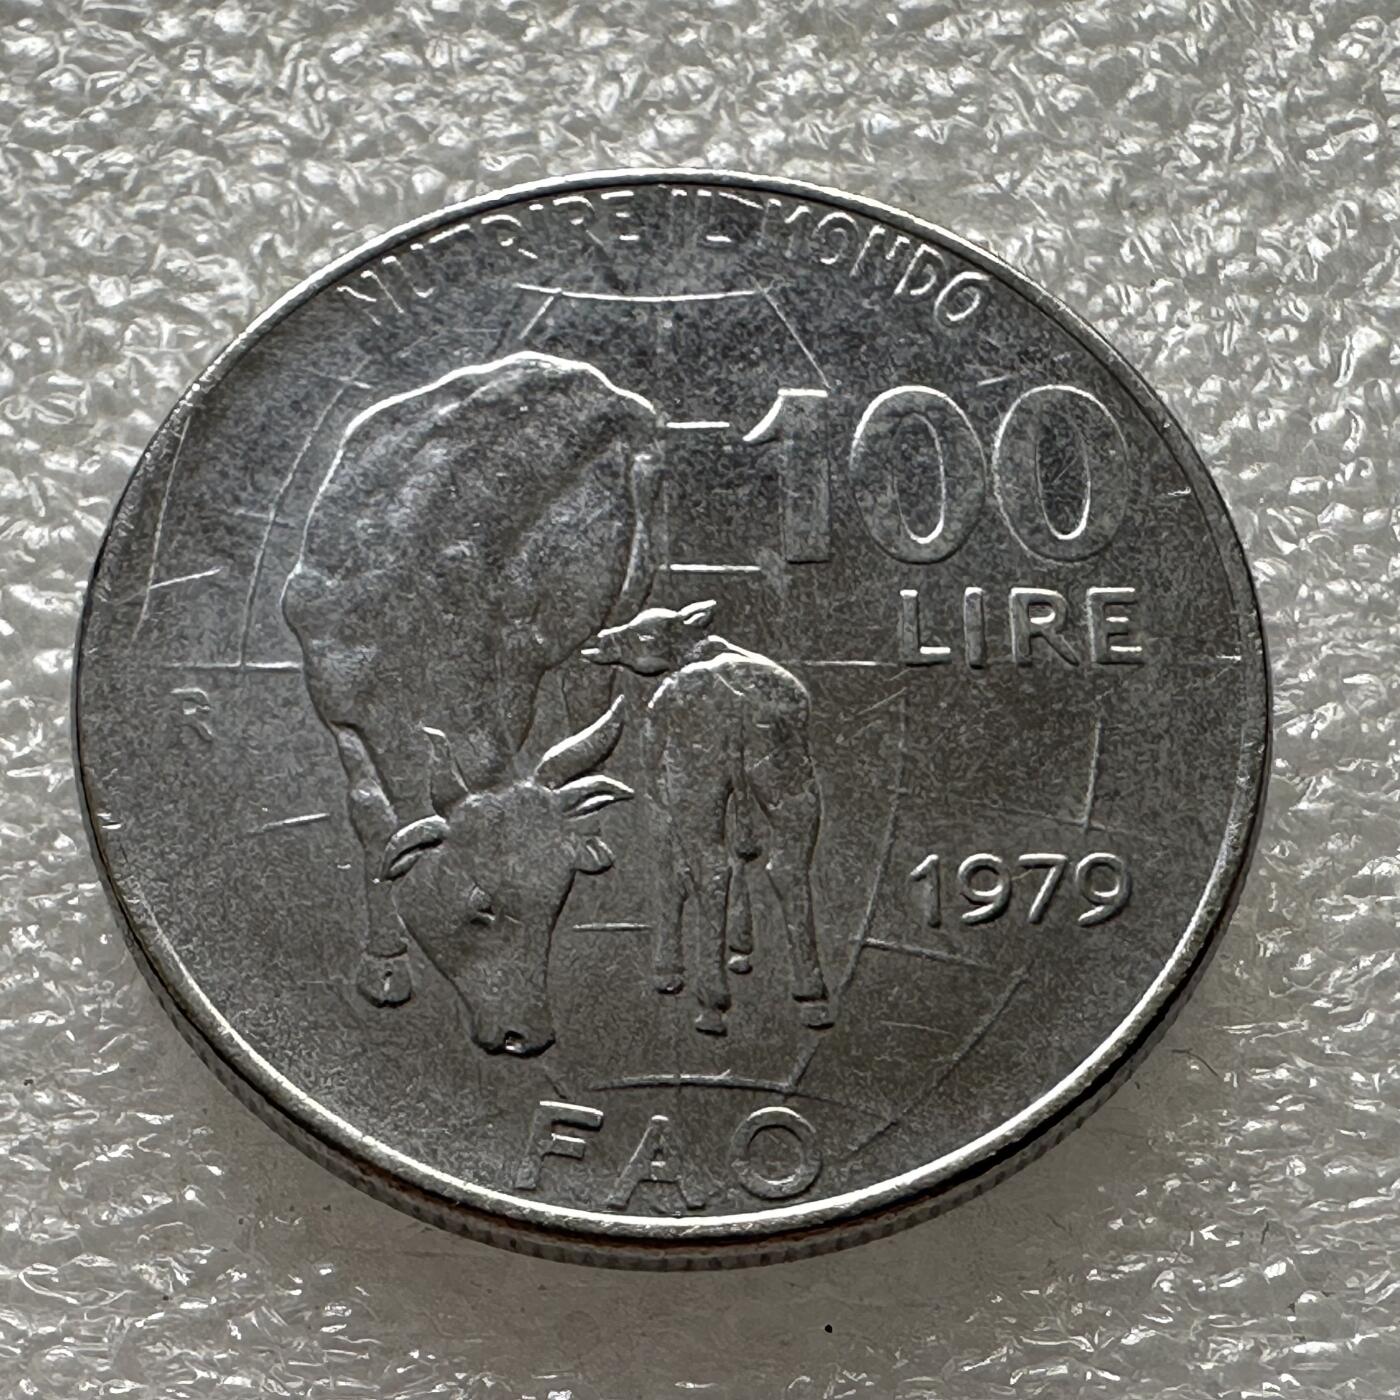 NUTRIRE IL MONDO
100
LIRE
R
1979
FAO